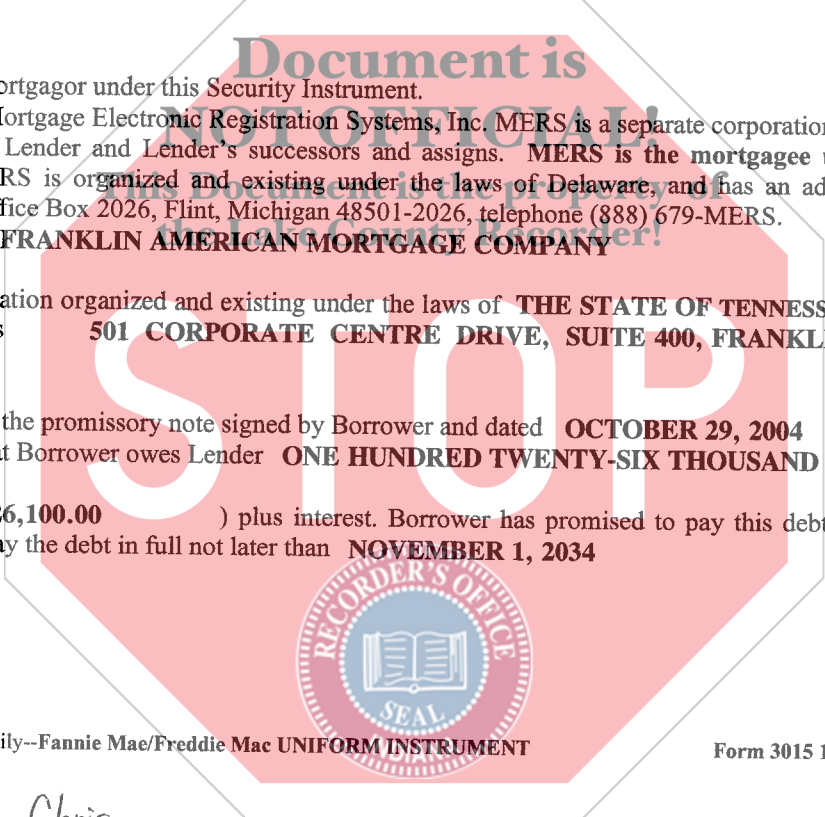 Document is
ortgagor under this Security Instrument.
NOT OFFICIAL!
ortgage Electronic Registration Systems, Inc. MERS is a separate corporation
Lender and Lender's successors and assigns. MERS is the mortgagee
This Document is the property of
RS is organized and existing under the laws of Delaware, and has an ad
fice Box 2026, Flint, Michigan 48501-2026, telephone (888) 679-MERS.
the Lake County Recorder!
FRANKLIN AMERICAN MORTGAGE COMPANY
ation organized and existing under the laws of THE STATE OF TENNESS
s 501 CORPORATE CENTRE DRIVE, SUITE 400, FRANKL
STOP
the promissory note signed by Borrower and dated OCTOBER 29, 2004
t Borrower owes Lender ONE HUNDRED TWENTY-SIX THOUSAND
6,100.00 ) plus interest. Borrower has promised to pay this debt
y the debt in full not later than NOVEMBER 1, 2034
RECORDER'S OFFICE
SEAL
ily--Fannie Mae/Freddie Mac UNIFORM INSTRUMENT
Form 3015 1